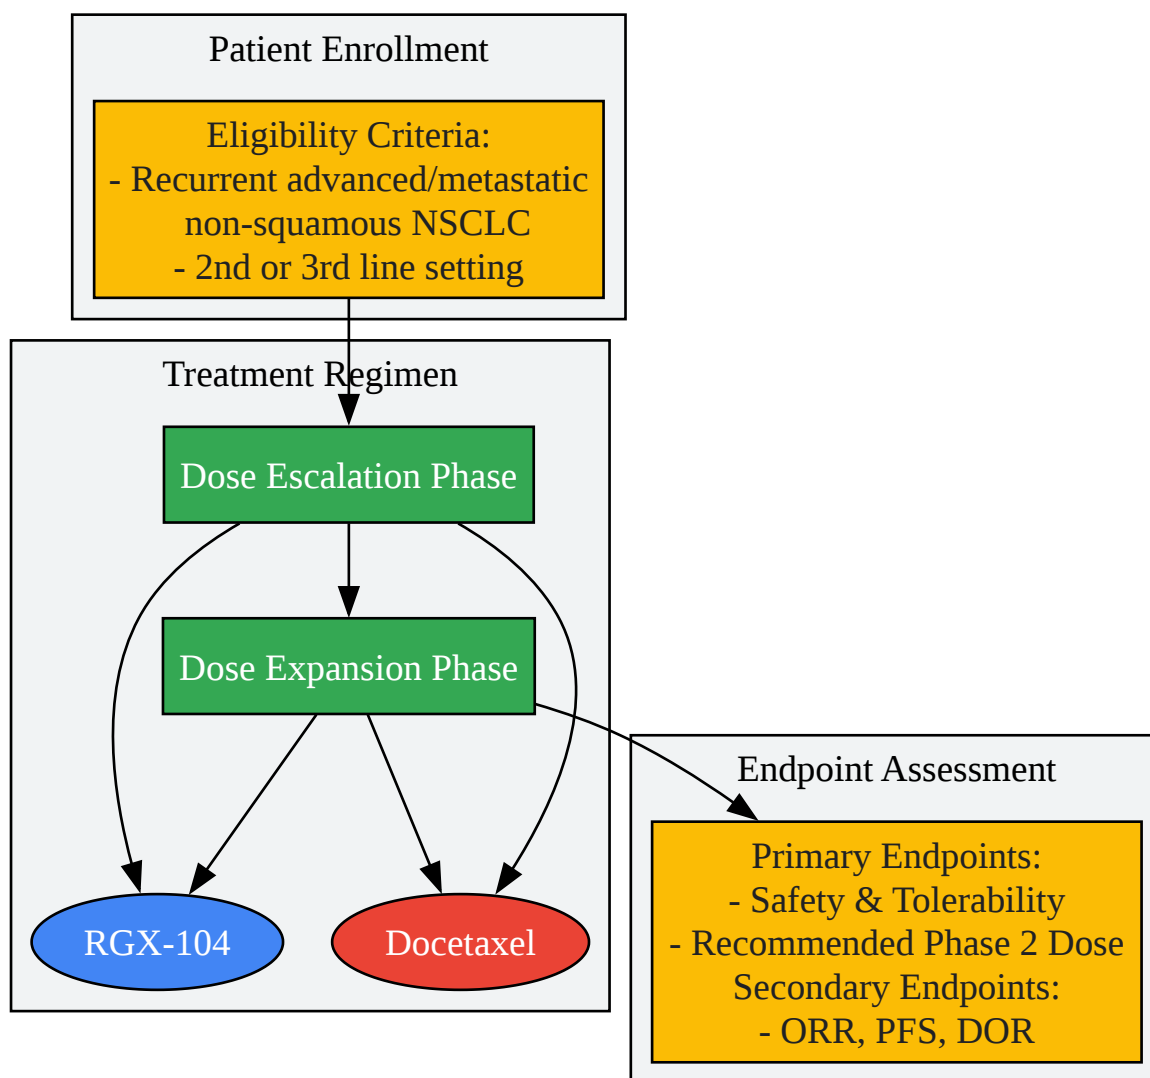 Patient Enrollment
Eligibility Criteria:
- Recurrent advanced/metastatic
non-squamous NSCLC
- 2nd or 3rd line setting
Treatment Regimen
Dose Escalation Phase
Dose Expansion Phase
RGX-104
Docetaxel
Endpoint Assessment
Primary Endpoints:
- Safety & Tolerability
- Recommended Phase 2 Dose
Secondary Endpoints:
- ORR, PFS, DOR